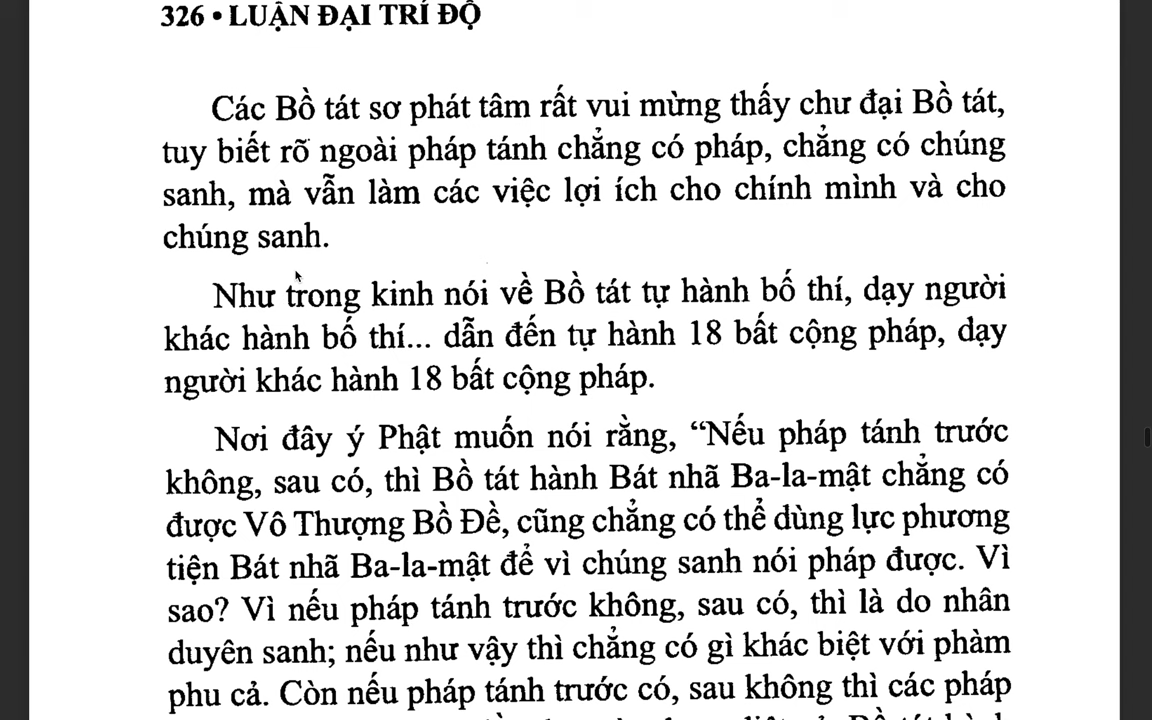 326 • LUẬN ĐẠI TRÍ ĐỘ
Các Bồ tát sơ phát tâm rất vui mừng thấy chư đại Bồ tát,
tuy biết rõ ngoài pháp tánh chẳng có pháp, chẳng có chúng
sanh, mà vẫn làm các việc lợi ích cho chính mình và cho
chúng sanh.
Như trong kinh nói về Bồ tát tự hành bố thí, dạy người
khác hành bố thí... dẫn đến tự hành 18 bất cộng pháp, dạy
người khác hành 18 bất cộng pháp.
Nơi đây ý Phật muốn nói rằng, “Nếu pháp tánh trước
không, sau có, thì Bồ tát hành Bát nhã Ba-la-mật chẳng có
được Vô Thượng Bồ Đề, cũng chẳng có thể dùng lực phương
tiện Bát nhã Ba-la-mật để vì chúng sanh nói pháp được. Vì
sao? Vì nếu pháp tánh trước không, sau có, thì là do nhân
duyên sanh; nếu như vậy thì chẳng có gì khác biệt với phàm
phu cả. Còn nếu pháp tánh trước có, sau không thì các pháp